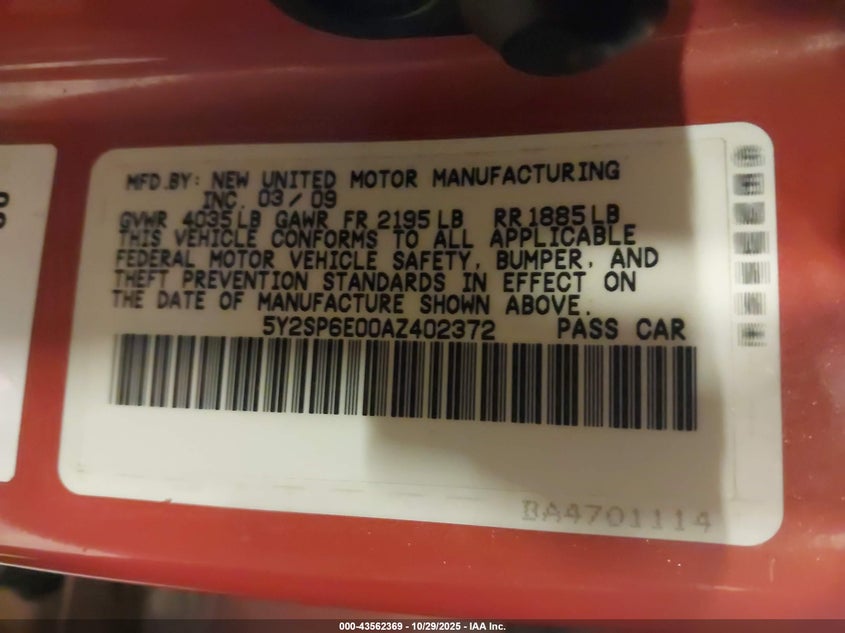 MFD.BY: NEW UNITED MOTOR MANUFACTURING
INC. 03/09
GVWR 4035LB GAWR FR 2195LB RR 1885LB
THIS VEHICLE CONFORMS TO ALL APPLICABLE
FEDERAL MOTOR VEHICLE SAFETY, BUMPER, AND
THEFT PREVENTION STANDARDS IN EFFECT ON
THE DATE OF MANUFACTURE SHOWN ABOVE.
5Y2SP6E00AZ402372 PASS CAR
BA4701114
000-43562369 - 10/29/2025 - IAA Inc.